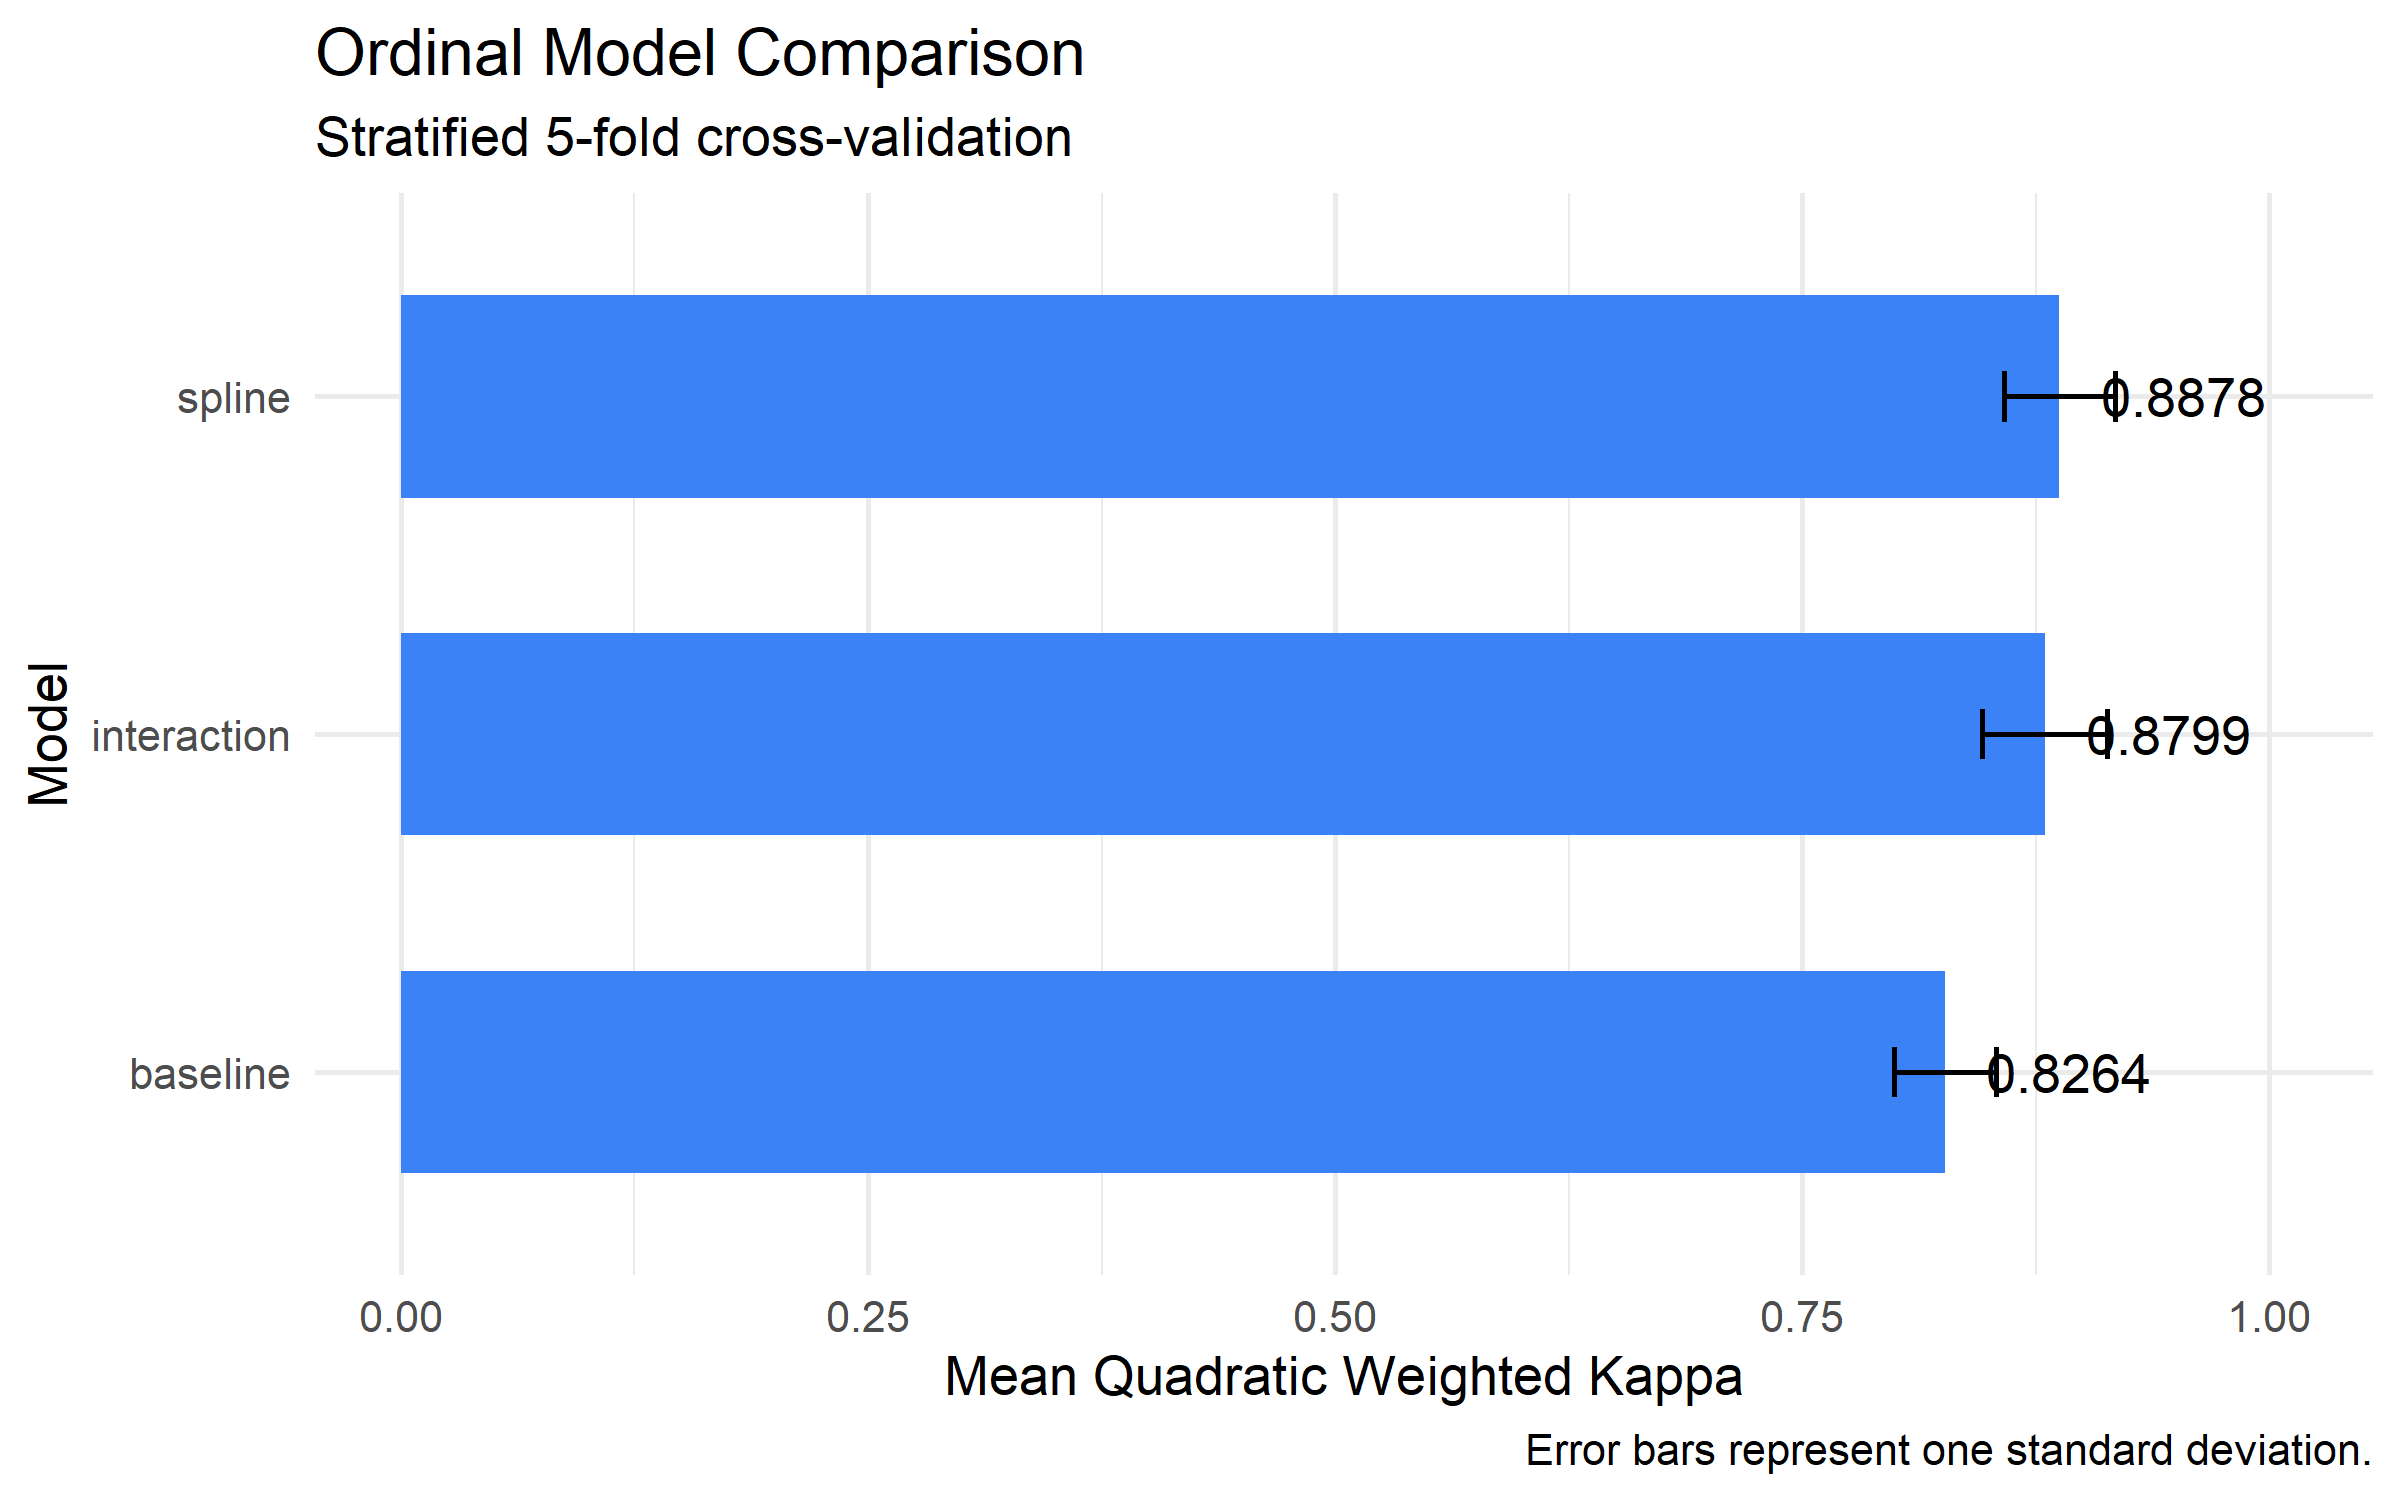 Ordinal Model Comparison
Stratified 5-fold cross-validation
Model
spline
0.8878
interaction
0.8799
baseline
0.8264
0.00 0.25 0.50 0.75 1.00
Mean Quadratic Weighted Kappa
Error bars represent one standard deviation.